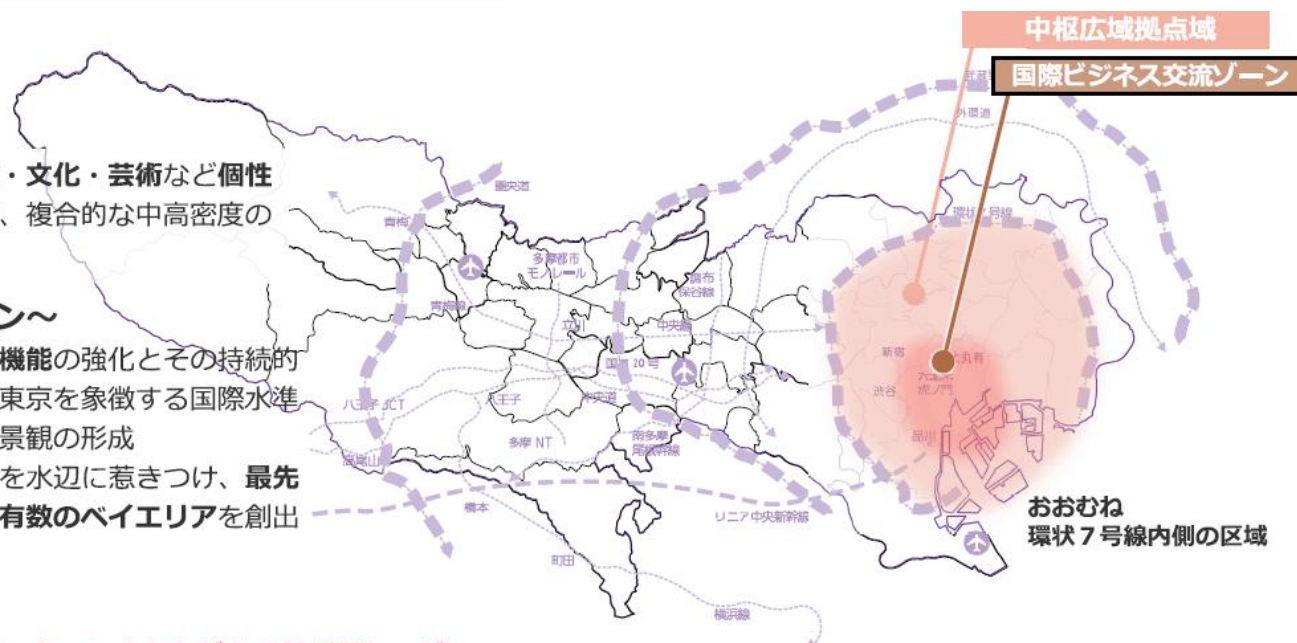 中枢広域拠点域
国際ビジネス交流ゾーン
外環道
・文化・芸術など個性
、複合的な中高密度の
圏央道
青梅
環状7号線
多摩都市
モノレール
調布
保谷線
青梅線
ン～
立川
中央線
新宿
大丸有
機能の強化とその持続的
国道20号
六本木
虎ノ門
渋谷
東京を象徴する国際水準
八王子JCT
八王子
中央道
景観の形成
多摩 NT
南多摩
尾根幹線
品川
高尾山
を水辺に惹きつけ、最先
有数のベイエリアを創出
橋本
リニア中央新幹線
おおむね
環状７号線内側の区域
町田
横浜線